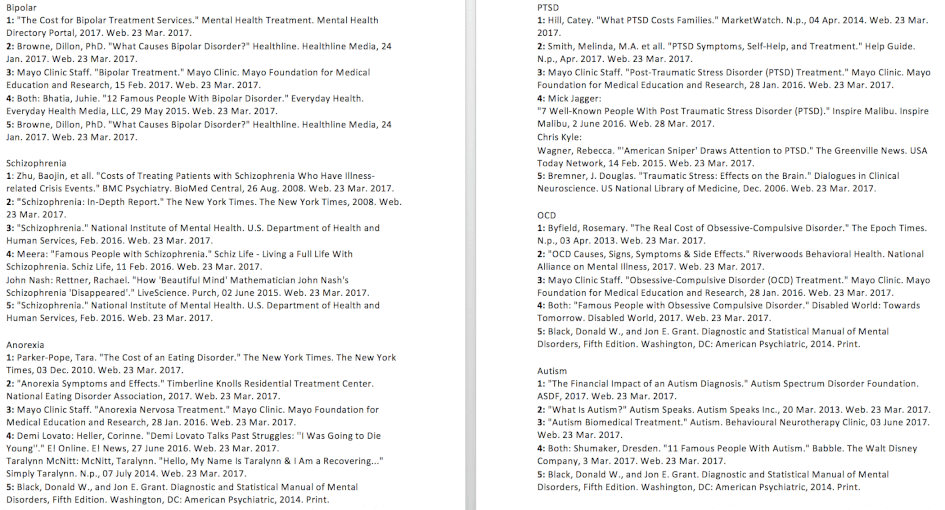 Bipolar
1: "The Cost for Bipolar Treatment Services." Mental Health Treatment. Mental Health
Directory Portal, 2017. Web. 23 Mar. 2017.
2: Browne, Dillon, PhD. "What Causes Bipolar Disorder?" Healthline. Healthline Media, 24
Jan. 2017. Web. 23 Mar. 2017.
3: Mayo Clinic Staff. "Bipolar Treatment." Mayo Clinic. Mayo Foundation for Medical
Education and Research, 15 Feb. 2017. Web. 23 Mar. 2017.
4: Both: Bhatia, Juhie. "12 Famous People With Bipolar Disorder." Everyday Health.
Everyday Health Media, LLC, 29 May 2015. Web. 23 Mar. 2017.
5: Browne, Dillon, PhD. "What Causes Bipolar Disorder?" Healthline. Healthline Media, 24
Jan. 2017. Web. 23 Mar. 2017.
Schizophrenia
1: Zhu, Baojin, et all. "Costs of Treating Patients with Schizophrenia Who Have Illness-
related Crisis Events." BMC Psychiatry. BioMed Central, 26 Aug. 2008. Web. 23 Mar. 2017.
2: "Schizophrenia: In-Depth Report." The New York Times. The New York Times, 2008. Web.
23 Mar. 2017.
3: "Schizophrenia." National Institute of Mental Health. U.S. Department of Health and
Human Services, Feb. 2016. Web. 23 Mar. 2017.
4: Meera: "Famous People with Schizophrenia." Schiz Life - Living a Full Life With
Schizophrenia. Schiz Life, 11 Feb. 2016. Web. 23 Mar. 2017.
John Nash: Rettner, Rachael. "How 'Beautiful Mind' Mathematician John Nash's
Schizophrenia 'Disappeared'." LiveScience. Purch, 02 June 2015. Web. 23 Mar. 2017.
5: "Schizophrenia." National Institute of Mental Health. U.S. Department of Health and
Human Services, Feb. 2016. Web. 23 Mar. 2017.
Anorexia
1: Parker-Pope, Tara. "The Cost of an Eating Disorder." The New York Times. The New York
Times, 03 Dec. 2010. Web. 23 Mar. 2017.
2: "Anorexia Symptoms and Effects." Timberline Knolls Residential Treatment Center.
National Eating Disorder Association, 2017. Web. 23 Mar. 2017.
3: Mayo Clinic Staff. "Anorexia Nervosa Treatment." Mayo Clinic. Mayo Foundation for
Medical Education and Research, 28 Jan. 2016. Web. 23 Mar. 2017.
4: Demi Lovato: Heller, Corinne. "Demi Lovato Talks Past Struggles: "I Was Going to Die
Young"." E! Online. E! News, 27 June 2016. Web. 23 Mar. 2017.
Taralynn McNitt: McNitt, Taralynn. "Hello, My Name Is Taralynn & I Am a Recovering..."
Simply Taralynn. N.p., 07 July 2014. Web. 23 Mar. 2017.
5: Black, Donald W., and Jon E. Grant. Diagnostic and Statistical Manual of Mental
Disorders, Fifth Edition. Washington, DC: American Psychiatric, 2014. Print.
PTSD
1: Hill, Catey. "What PTSD Costs Families." MarketWatch. N.p., 04 Apr. 2014. Web. 23 Mar.
2017.
2: Smith, Melinda, M.A. et all. "PTSD Symptoms, Self-Help, and Treatment." Help Guide.
N.p., Apr. 2017. Web. 23 Mar. 2017.
3: Mayo Clinic Staff. "Post-Traumatic Stress Disorder (PTSD) Treatment." Mayo Clinic. Mayo
Foundation for Medical Education and Research, 28 Jan. 2016. Web. 23 Mar. 2017.
4: Mick Jagger:
"7 Well-Known People With Post Traumatic Stress Disorder (PTSD)." Inspire Malibu. Inspire
Malibu, 2 June 2016. Web. 28 Mar. 2017.
Chris Kyle:
Wagner, Rebecca. "'American Sniper' Draws Attention to PTSD." The Greenville News. USA
Today Network, 14 Feb. 2015. Web. 23 Mar. 2017.
5: Bremner, J. Douglas. "Traumatic Stress: Effects on the Brain." Dialogues in Clinical
Neuroscience. US National Library of Medicine, Dec. 2006. Web. 23 Mar. 2017.
OCD
1: Byfield, Rosemary. "The Real Cost of Obsessive-Compulsive Disorder." The Epoch Times.
N.p., 03 Apr. 2013. Web. 23 Mar. 2017.
2: "OCD Causes, Signs, Symptoms & Side Effects." Riverwoods Behavioral Health. National
Alliance on Mental Illness, 2017. Web. 23 Mar. 2017.
3: Mayo Clinic Staff. "Obsessive-Compulsive Disorder (OCD) Treatment." Mayo Clinic. Mayo
Foundation for Medical Education and Research, 28 Jan. 2016. Web. 23 Mar. 2017.
4: Both: "Famous People with Obsessive Compulsive Disorder." Disabled World: Towards
Tomorrow. Disabled World, 2017. Web. 23 Mar. 2017.
5: Black, Donald W., and Jon E. Grant. Diagnostic and Statistical Manual of Mental
Disorders, Fifth Edition. Washington, DC: American Psychiatric, 2014. Print.
Autism
1: "The Financial Impact of an Autism Diagnosis." Autism Spectrum Disorder Foundation.
ASDF, 2017. Web. 23 Mar. 2017.
2: "What Is Autism?" Autism Speaks. Autism Speaks Inc., 20 Mar. 2013. Web. 23 Mar. 2017.
3: "Autism Biomedical Treatment." Autism. Behavioural Neurotherapy Clinic, 03 June 2017.
Web. 23 Mar. 2017.
4: Both: Shumaker, Dresden. "11 Famous People With Autism." Babble. The Walt Disney
Company, 3 Mar. 2017. Web. 23 Mar. 2017.
5: Black, Donald W., and Jon E. Grant. Diagnostic and Statistical Manual of Mental
Disorders, Fifth Edition. Washington, DC: American Psychiatric, 2014. Print.